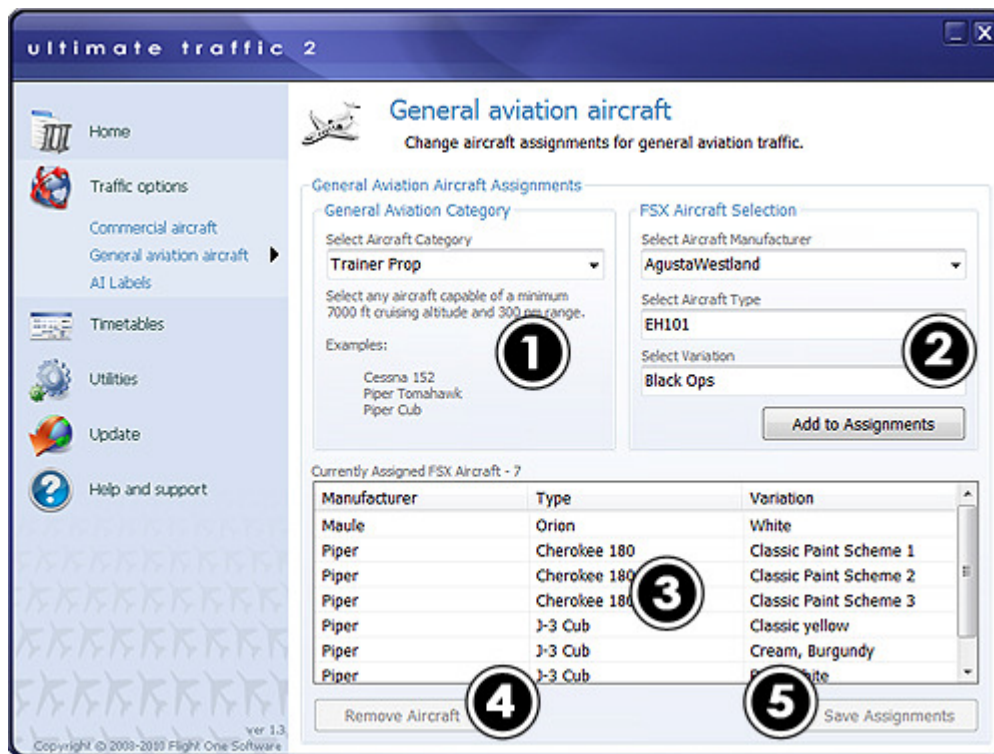 ultimate traffic 2
Home
Traffic options
Commercial aircraft
General aviation aircraft
AI Labels
Timetables
Utilities
Update
Help and support
ver 1.3
Copyright © 2008-2010 Flight One Software
General aviation aircraft
Change aircraft assignments for general aviation traffic.
General Aviation Aircraft Assignments
General Aviation Category
Select Aircraft Category
Trainer Prop
Select any aircraft capable of a minimum
7000 ft cruising altitude and 300 nm range.
Examples:
Cessna 152
Piper Tomahawk
Piper Cub
1
FSX Aircraft Selection
Select Aircraft Manufacturer
AgustaWestland
Select Aircraft Type
EH101
Select Variation
Black Ops
2
Add to Assignments
Currently Assigned FSX Aircraft - 7
Manufacturer Type Variation
Maule Orion White
Piper Cherokee 180 Classic Paint Scheme 1
Piper Cherokee 180 Classic Paint Scheme 2
Piper Cherokee 180 Classic Paint Scheme 3
Piper J-3 Cub Classic yellow
Piper J-3 Cub Cream, Burgundy
Piper J-3 Cub
3
Remove Aircraft
4
5
Save Assignments